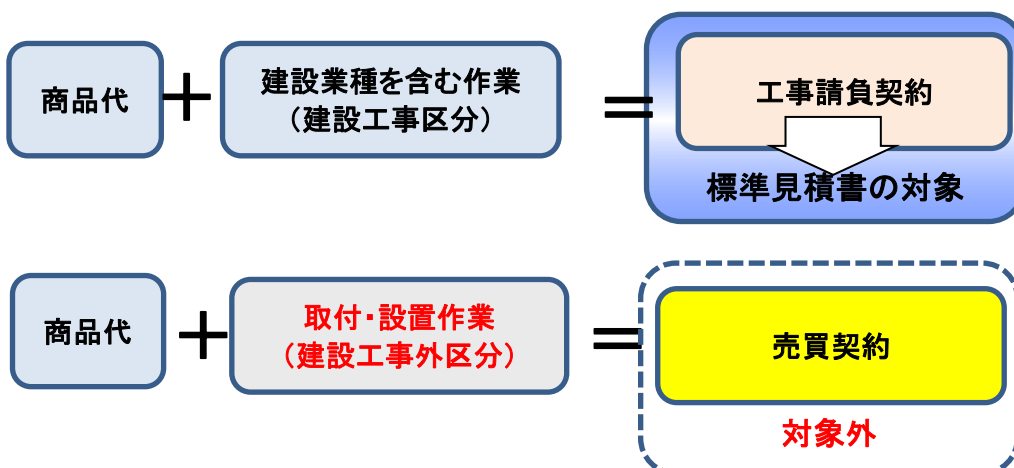 商品代
＋
建設業種を含む作業
（建設工事区分）
＝
工事請負契約
標準見積書の対象
商品代
＋
取付・設置作業
（建設工事外区分）
＝
売買契約
対象外